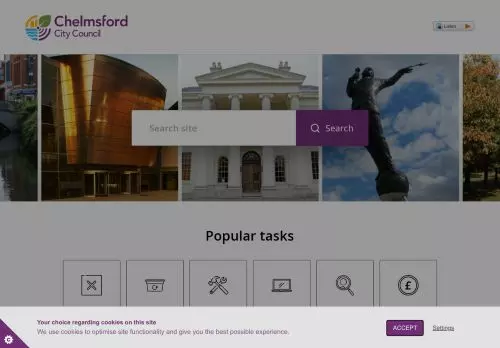 Chelmsford
City Council
Listen
Search site
Search
Popular tasks
£
Your choice regarding cookies on this site
We use cookies to optimise site functionality and give you the best possible experience.
ACCEPT
Settings